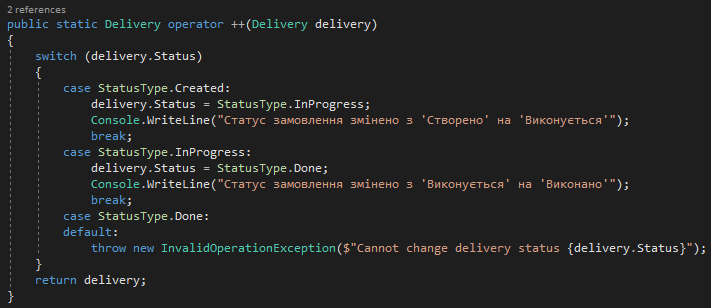 2 references
public static Delivery operator ++(Delivery delivery)
{
switch (delivery.Status)
{
case StatusType.Created:
delivery.Status = StatusType.InProgress;
Console.WriteLine("Статус замовлення змінено з 'Створено' на 'Виконується'");
break;
case StatusType.InProgress:
delivery.Status = StatusType.Done;
Console.WriteLine("Статус замовлення змінено з 'Виконується' на 'Виконано'");
break;
case StatusType.Done:
default:
throw new InvalidOperationException($"Cannot change delivery status {delivery.Status}");
}
return delivery;
}